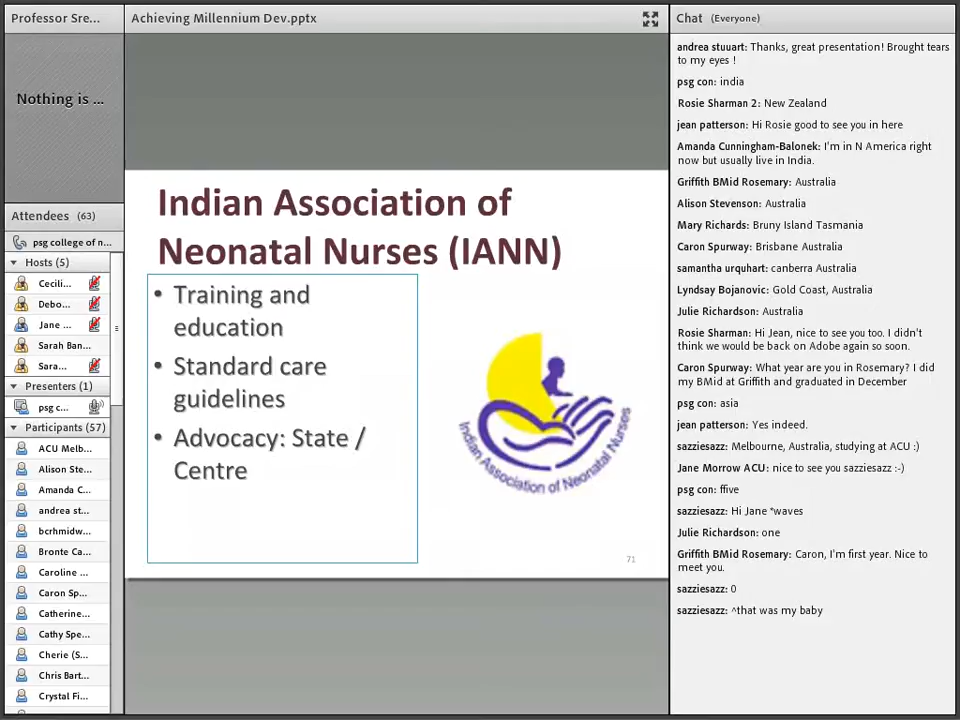 Professor Sre...
Nothing is ...
Attendees (63)
psg college of n...
Hosts (5)
Cecili...
Debo...
Jane ...
Sarah Ban...
Sara...
Presenters (1)
psg c...
Participants (57)
ACU Melb...
Alison Ste...
Amanda C...
andrea st...
bcrhmidw...
Bronte Ca...
Caroline ...
Caron Sp...
Catherine...
Cathy Spe...
Cherie (S...
Chris Bart...
Crystal Fi...
Achieving Millennium Dev.pptx
Indian Association of
Neonatal Nurses (IANN)
• Training and
education
• Standard care
guidelines
• Advocacy: State /
Centre
Indian Association of Neonatal Nurses
71
Chat (Everyone)
andrea stuuart: Thanks, great presentation! Brought tears
to my eyes !
psg con: india
Rosie Sharman 2: New Zealand
jean patterson: Hi Rosie good to see you in here
Amanda Cunningham-Balonek: I'm in N America right
now but usually live in India.
Griffith BMid Rosemary: Australia
Alison Stevenson: Australia
Mary Richards: Bruny Island Tasmania
Caron Spurway: Brisbane Australia
samantha urquhart: canberra Australia
Lyndsay Bojanovic: Gold Coast, Australia
Julie Richardson: Australia
Rosie Sharman: Hi Jean, nice to see you too. I didn't
think we would be back on Adobe again so soon.
Caron Spurway: What year are you in Rosemary? I did
my BMid at Griffith and graduated in December
psg con: asia
jean patterson: Yes indeed.
sazziesazz: Melbourne, Australia, studying at ACU :)
Jane Morrow ACU: nice to see you sazziesazz :-)
psg con: ffive
sazziesazz: Hi Jane *waves
Julie Richardson: one
Griffith BMid Rosemary: Caron, I'm first year. Nice to
meet you.
sazziesazz: 0
sazziesazz: ^that was my baby